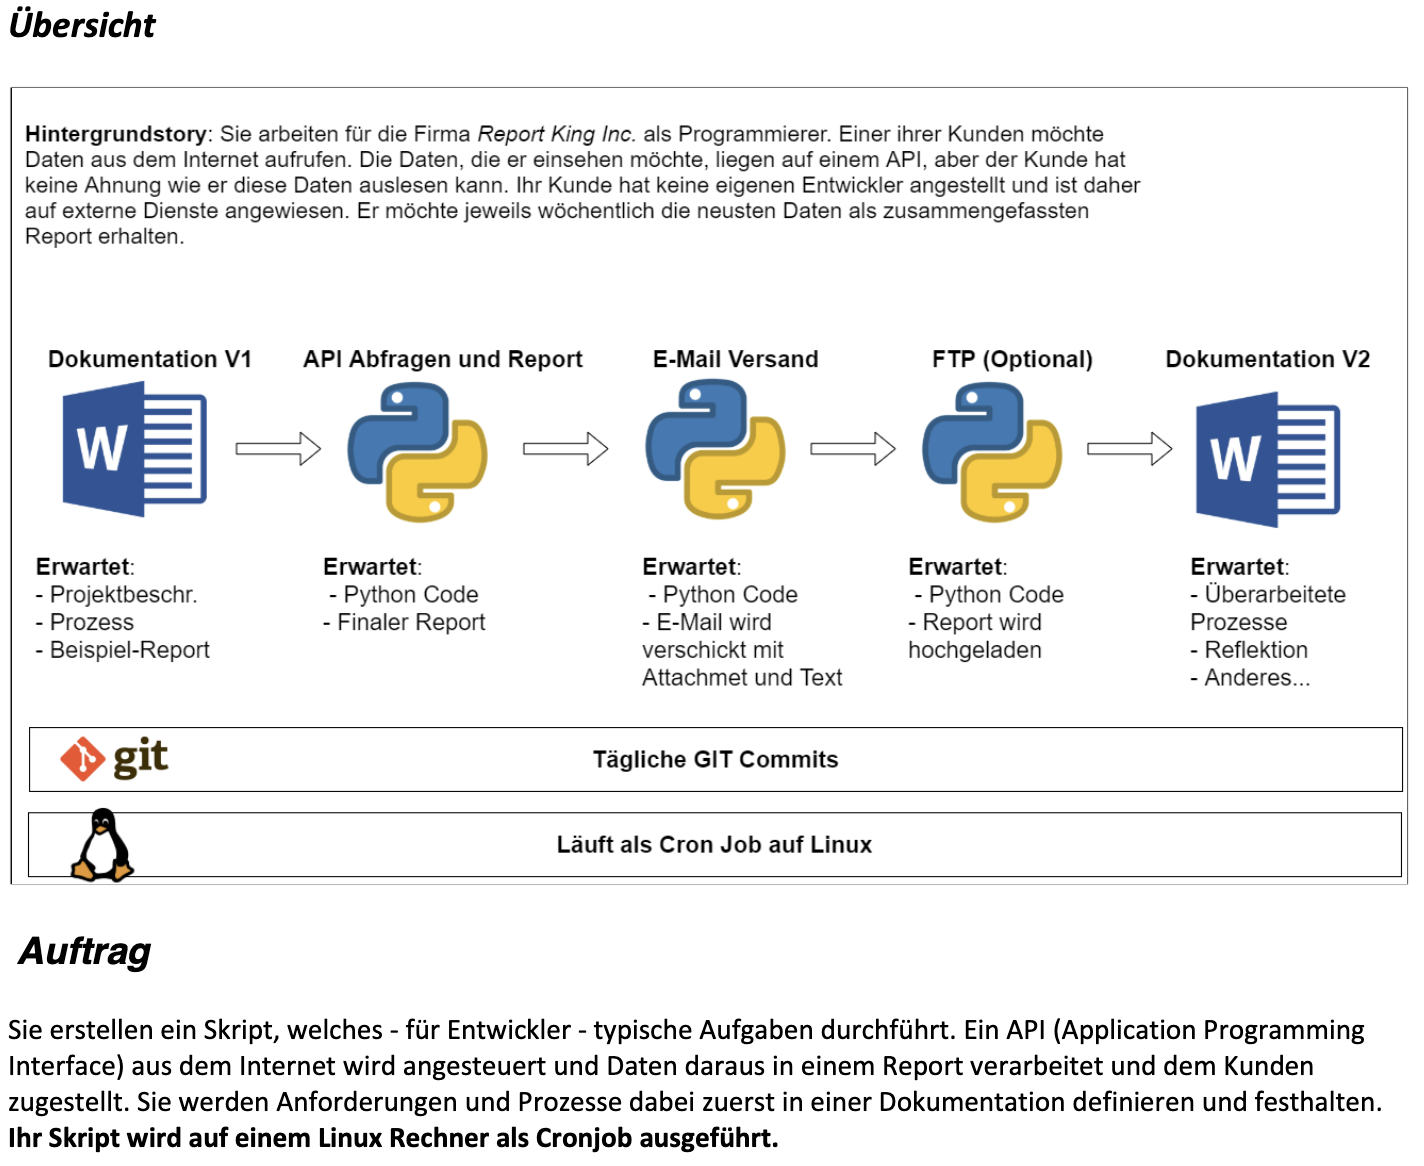 Übersicht
Hintergrundstory: Sie arbeiten für die Firma Report King Inc. als Programmierer. Einer ihrer Kunden möchte
Daten aus dem Internet aufrufen. Die Daten, die er einsehen möchte, liegen auf einem API, aber der Kunde hat
keine Ahnung wie er diese Daten auslesen kann. Ihr Kunde hat keine eigenen Entwickler angestellt und ist daher
auf externe Dienste angewiesen. Er möchte jeweils wöchentlich die neusten Daten als zusammengefassten
Report erhalten.
Dokumentation V1
W
Erwartet:
- Projektbeschr.
- Prozess
- Beispiel-Report
API Abfragen und Report
Erwartet:
- Python Code
- Finaler Report
E-Mail Versand
Erwartet:
- Python Code
- E-Mail wird
verschickt mit
Attachmet und Text
FTP (Optional)
Erwartet:
- Python Code
- Report wird
hochgeladen
Dokumentation V2
W
Erwartet:
- Überarbeitete
Prozesse
- Reflektion
- Anderes...
git
Tägliche GIT Commits
Läuft als Cron Job auf Linux
Auftrag
Sie erstellen ein Skript, welches - für Entwickler - typische Aufgaben durchführt. Ein API (Application Programming
Interface) aus dem Internet wird angesteuert und Daten daraus in einem Report verarbeitet und dem Kunden
zugestellt. Sie werden Anforderungen und Prozesse dabei zuerst in einer Dokumentation definieren und festhalten.
Ihr Skript wird auf einem Linux Rechner als Cronjob ausgeführt.